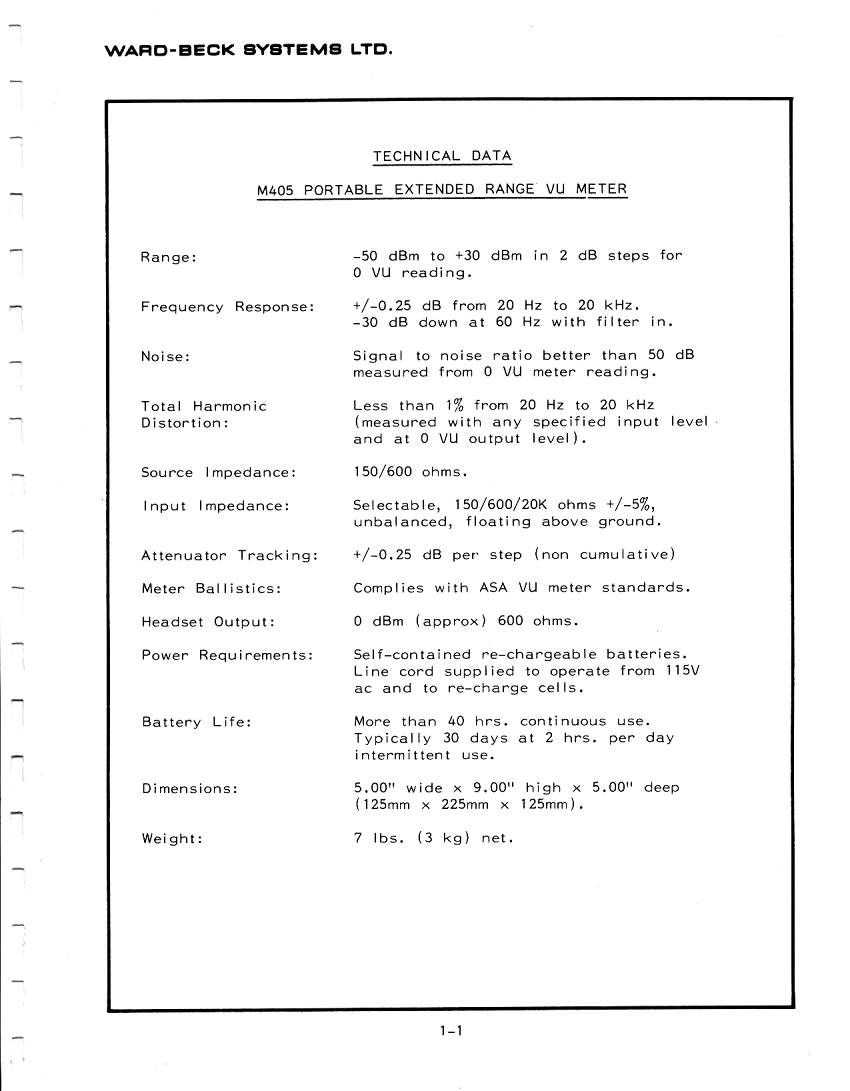 WARD-BECK SYSTEMS LTD.
TECHNICAL DATA
M405 PORTABLE EXTENDED RANGE VU METER
Range: -50 dBm to +30 dBm in 2 dB steps for
0 VU reading.
Frequency Response: +/-0.25 dB from 20 Hz to 20 kHz.
-30 dB down at 60 Hz with filter in.
Noise: Signal to noise ratio better than 50 dB
measured from 0 VU meter reading.
Total Harmonic Less than 1% from 20 Hz to 20 kHz
Distortion: (measured with any specified input level
and at 0 VU output level).
Source Impedance: 150/600 ohms.
Input Impedance: Selectable, 150/600/20K ohms +/-5%,
unbalanced, floating above ground.
Attenuator Tracking: +/-0.25 dB per step (non cumulative)
Meter Ballistics: Complies with ASA VU meter standards.
Headset Output: 0 dBm (approx) 600 ohms.
Power Requirements: Self-contained re-chargeable batteries.
Line cord supplied to operate from 115V
ac and to re-charge cells.
Battery Life: More than 40 hrs. continuous use.
Typically 30 days at 2 hrs. per day
intermittent use.
Dimensions: 5.00" wide x 9.00" high x 5.00" deep
(125mm x 225mm x 125mm).
Weight: 7 lbs. (3 kg) net.
1-1